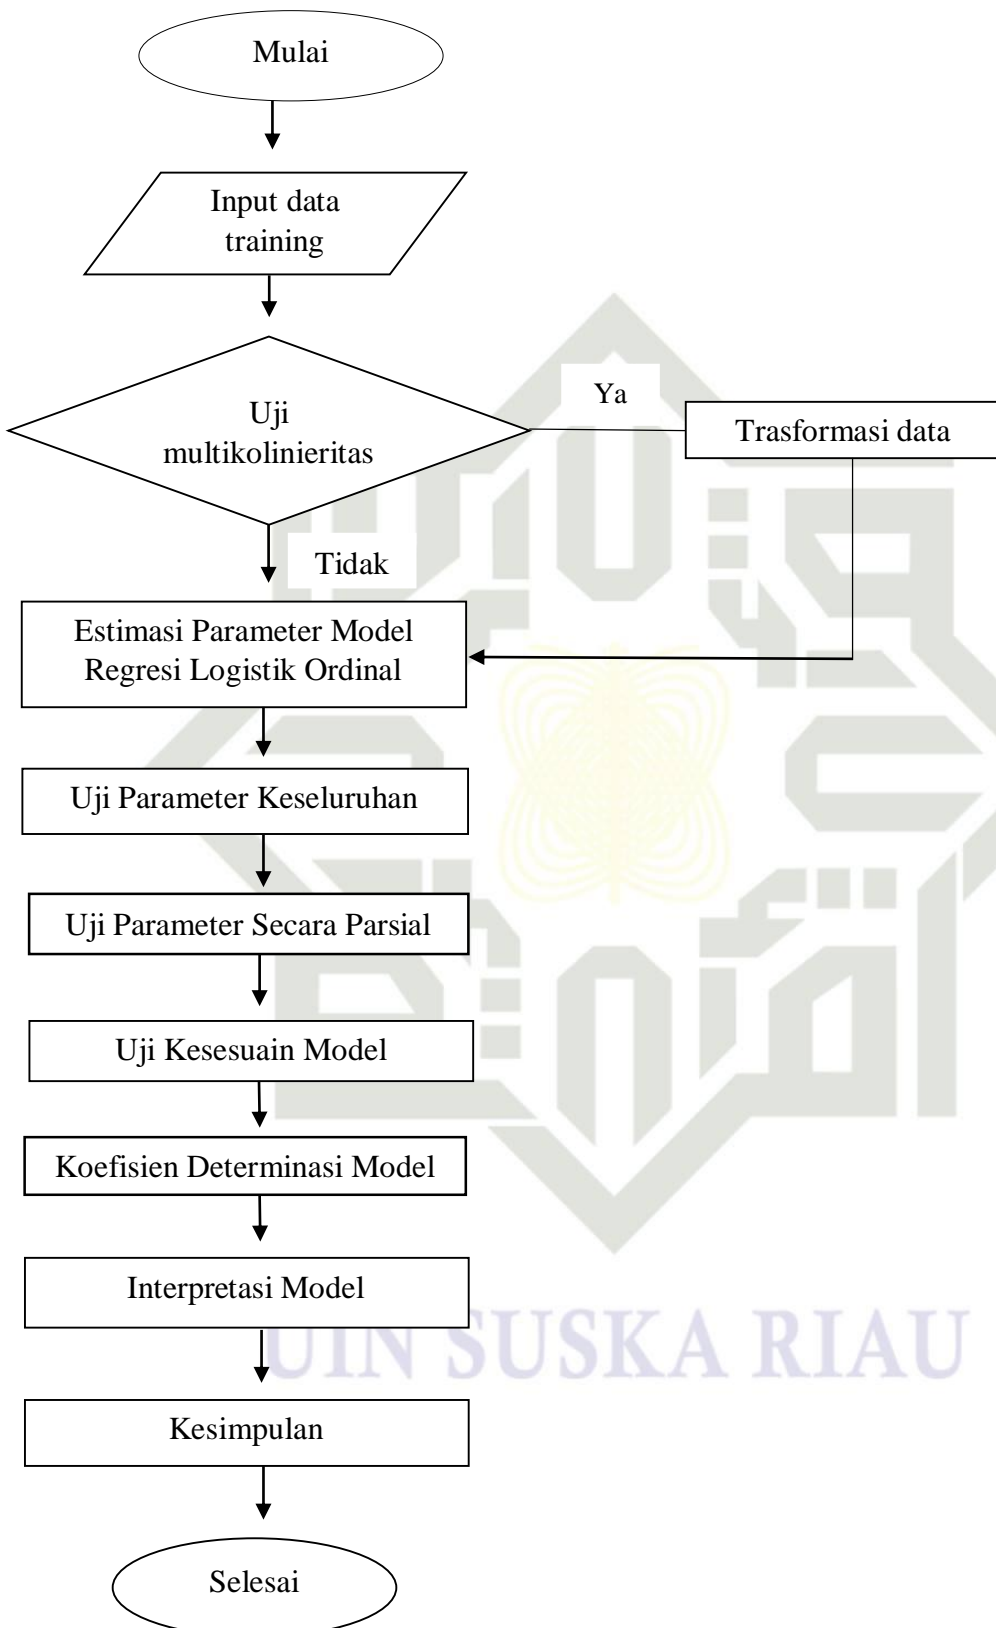 Mulai
Input data
training
Uji
multikolinieritas
Ya
Trasformasi data
Tidak
Estimasi Parameter Model
Regresi Logistik Ordinal
Uji Parameter Keseluruhan
Uji Parameter Secara Parsial
Uji Kesesuain Model
Koefisien Determinasi Model
Interpretasi Model
UIN SUSKA RIAU
Kesimpulan
Selesai